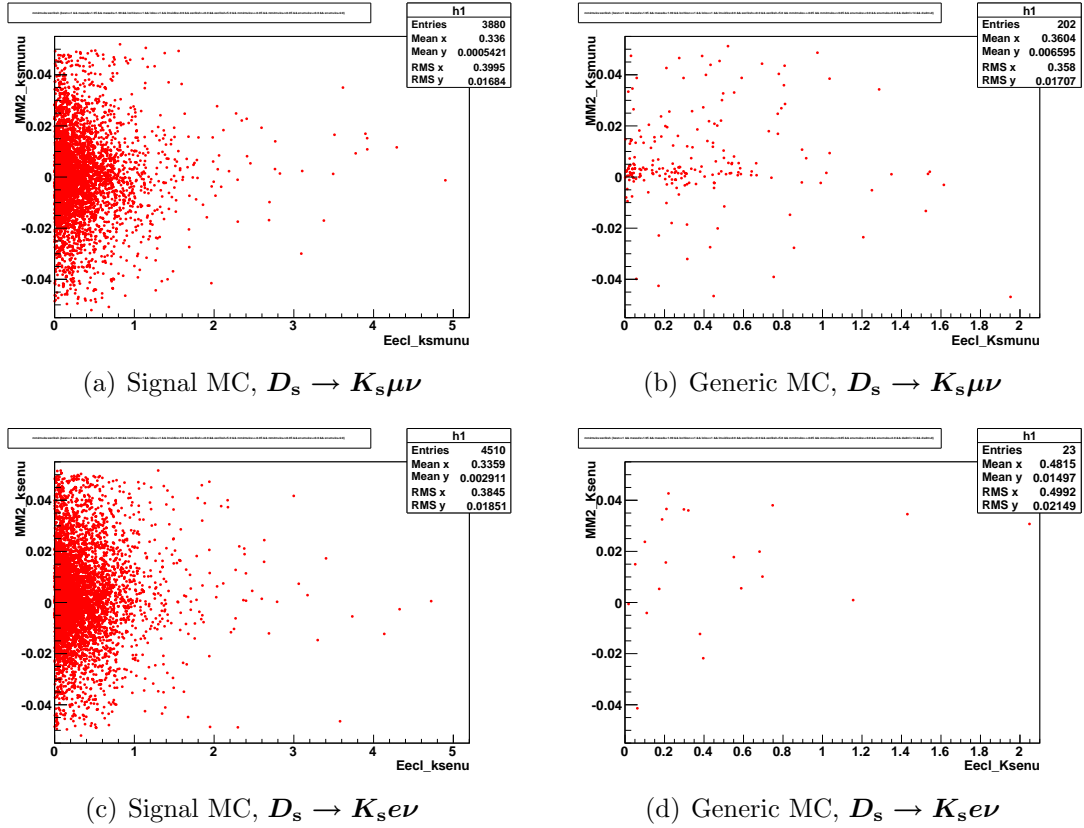 h1
Entries 3880
Mean x 0.336
Mean y 0.0005421
RMS x 0.3995
RMS y 0.01684
MM2_ksmunu
0.04
0.02
0
-0.02
-0.04
0 1 2 3 4 5
Eecl_ksmunu
(a) Signal MC, Dₛ → Kₛμν
h1
Entries 202
Mean x 0.3604
Mean y 0.006595
RMS x 0.358
RMS y 0.01707
MM2_Ksmunu
0.04
0.02
0
-0.02
-0.04
0 0.2 0.4 0.6 0.8 1 1.2 1.4 1.6 1.8 2
Eecl_Ksmunu
(b) Generic MC, Dₛ → Kₛμν
h1
Entries 4510
Mean x 0.3359
Mean y 0.002911
RMS x 0.3845
RMS y 0.01851
MM2_ksenu
0.04
0.02
0
-0.02
-0.04
0 1 2 3 4 5
Eecl_ksenu
(c) Signal MC, Dₛ → Kₛeν
h1
Entries 23
Mean x 0.4815
Mean y 0.01497
RMS x 0.4992
RMS y 0.02149
MM2_Ksenu
0.04
0.02
0
-0.02
-0.04
0 0.2 0.4 0.6 0.8 1 1.2 1.4 1.6 1.8 2
Eecl_Ksenu
(d) Generic MC, Dₛ → Kₛeν